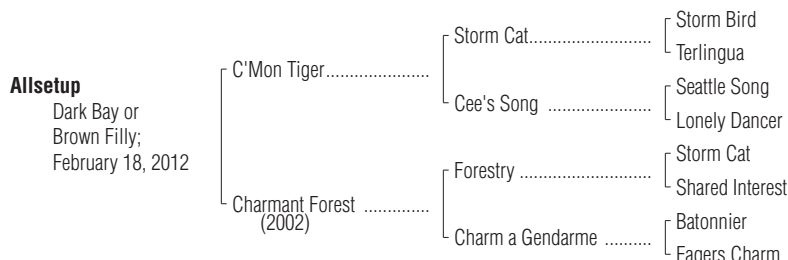 Allsetup
Dark Bay or
Brown Filly;
February 18, 2012
C'Mon Tiger....................
Charmant Forest ............
(2002)
Storm Cat.......................
Cee's Song ....................
Forestry .........................
Charm a Gendarme ..........
Storm Bird
Terlingua
Seattle Song
Lonely Dancer
Storm Cat
Shared Interest
Batonnier
Fagers Charm